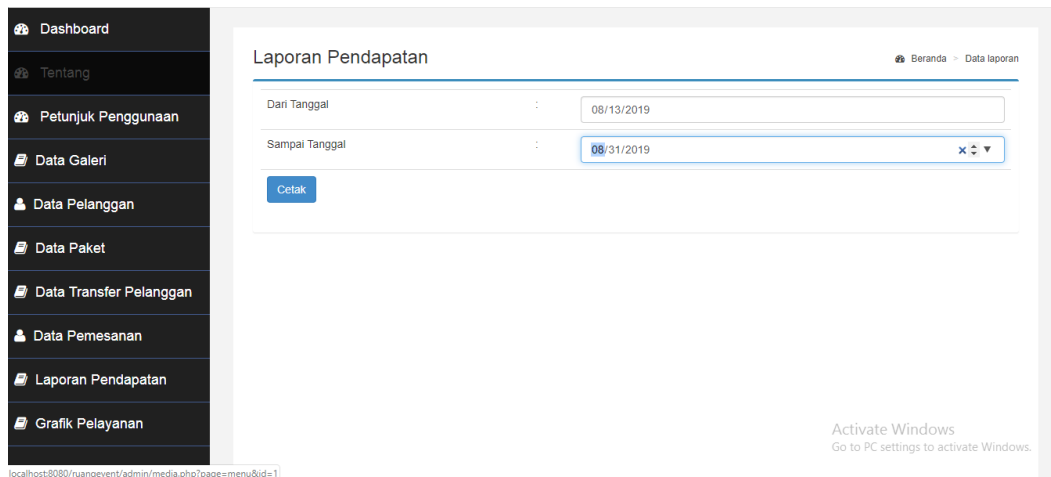 Dashboard
Tentang
Petunjuk Penggunaan
Data Galeri
Data Pelanggan
Data Paket
Data Transfer Pelanggan
Data Pemesanan
Laporan Pendapatan
Grafik Pelayanan
Laporan Pendapatan
Beranda > Data laporan
Dari Tanggal : 08/13/2019
Sampai Tanggal : 08/31/2019
Cetak
Activate Windows
Go to PC settings to activate Windows.
localhost:8080/ruangevent/admin/media.php?page=menu&id=1